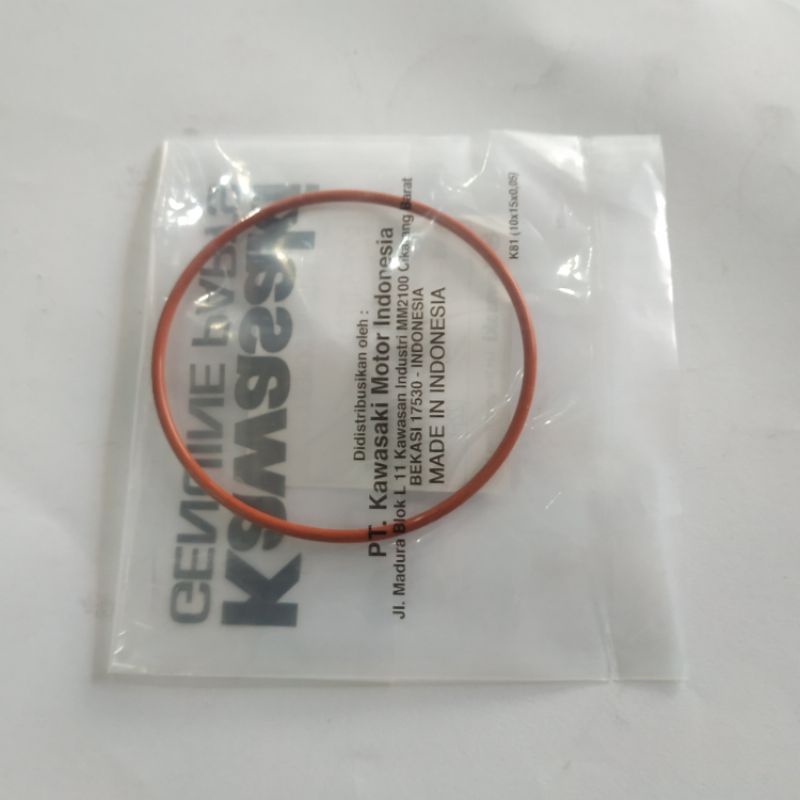 Didistribusikan oleh :
PT. Kawasaki Motor Indonesia
Jl. Madura Blok L 11 Kawasan Industri MM2100 Cikarang Barat
BEKASI 17530 - INDONESIA
MADE IN INDONESIA
K81 (10x15x0,05)
Kawasaki
GENUINE PARTS